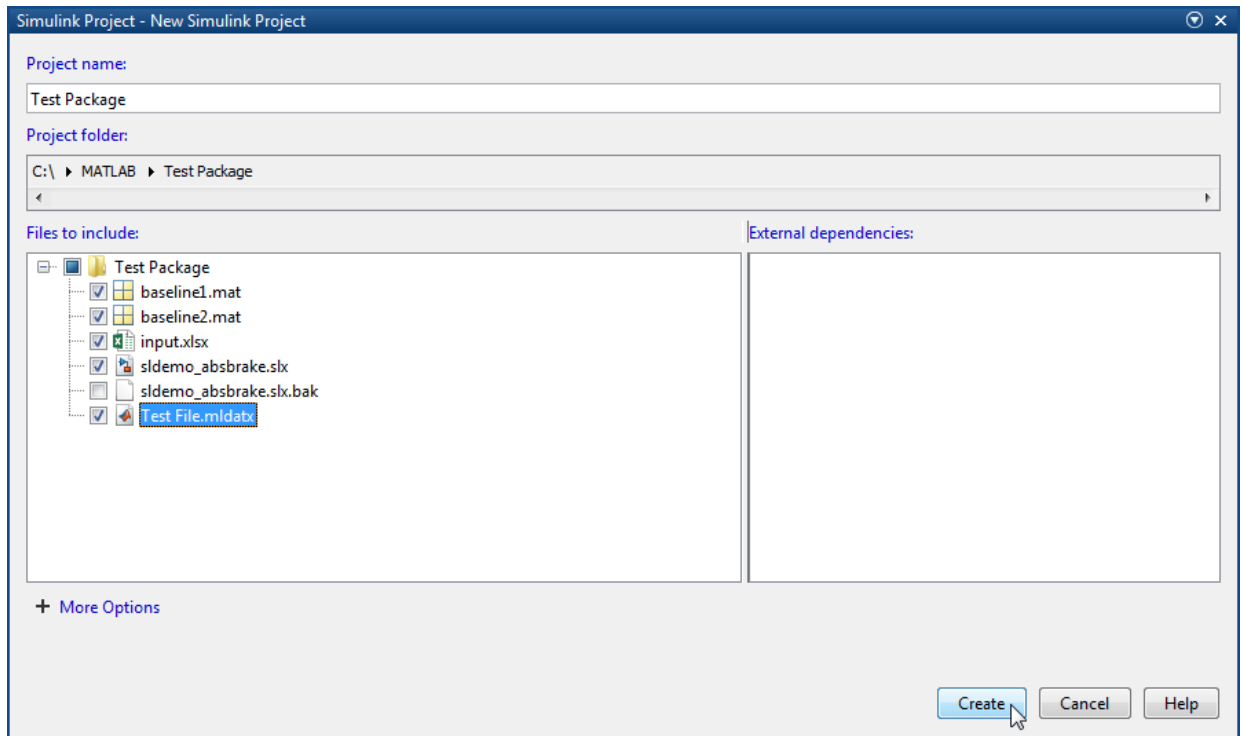 Simulink Project - New Simulink Project
Project name:
Test Package
Project folder:
C:\ MATLAB Test Package
Files to include:
External dependencies:
Test Package
baseline1.mat
baseline2.mat
input.xlsx
sldemo_absbrake.slx
sldemo_absbrake.slx.bak
Test File.mldatx
+ More Options
Create Cancel Help